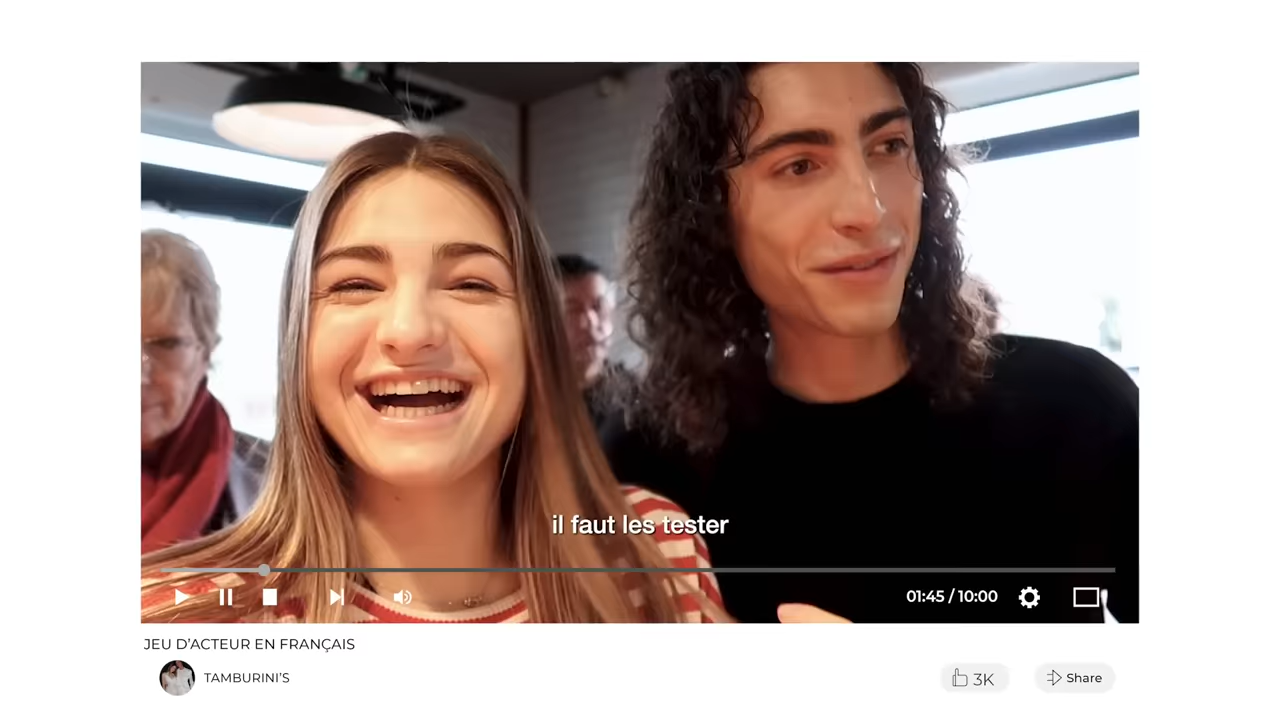 il faut les tester
01:45 / 10:00
JEU D’ACTEUR EN FRANÇAIS
TAMBURINI’S
3K
Share